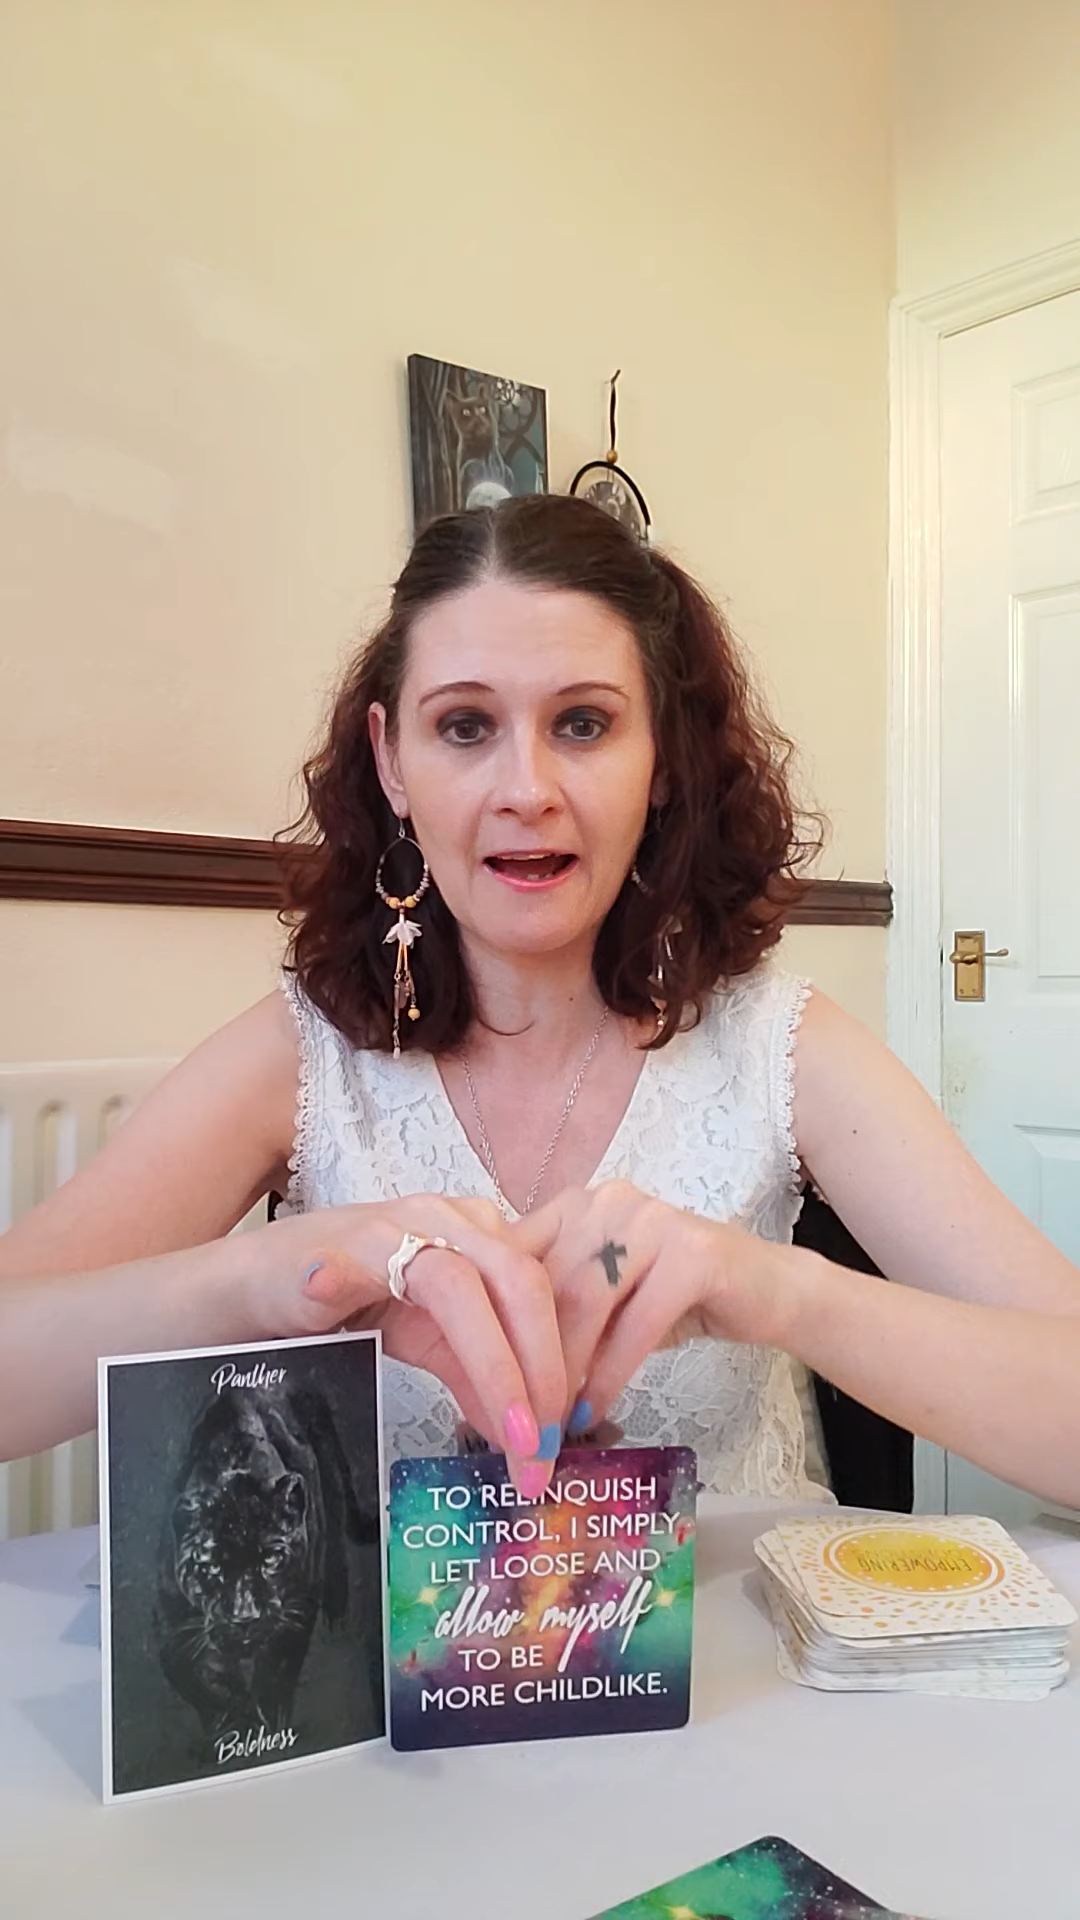 Panther
Boldness
TO RELINQUISH
CONTROL, I SIMPLY
LET LOOSE AND
allow myself
TO BE
MORE CHILDLIKE.
EMPOWERING